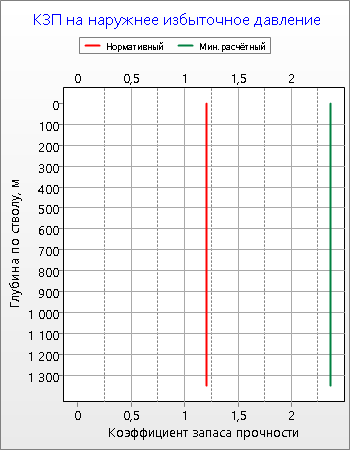 КЗП на наружнее избыточное давление
Нормативный Мин. расчётный
0 0,5 1 1,5 2
Глубина по стволу, м
0
100
200
300
400
500
600
700
800
900
1 000
1 100
1 200
1 300
0 0,5 1 1,5 2
Коэффициент запаса прочности